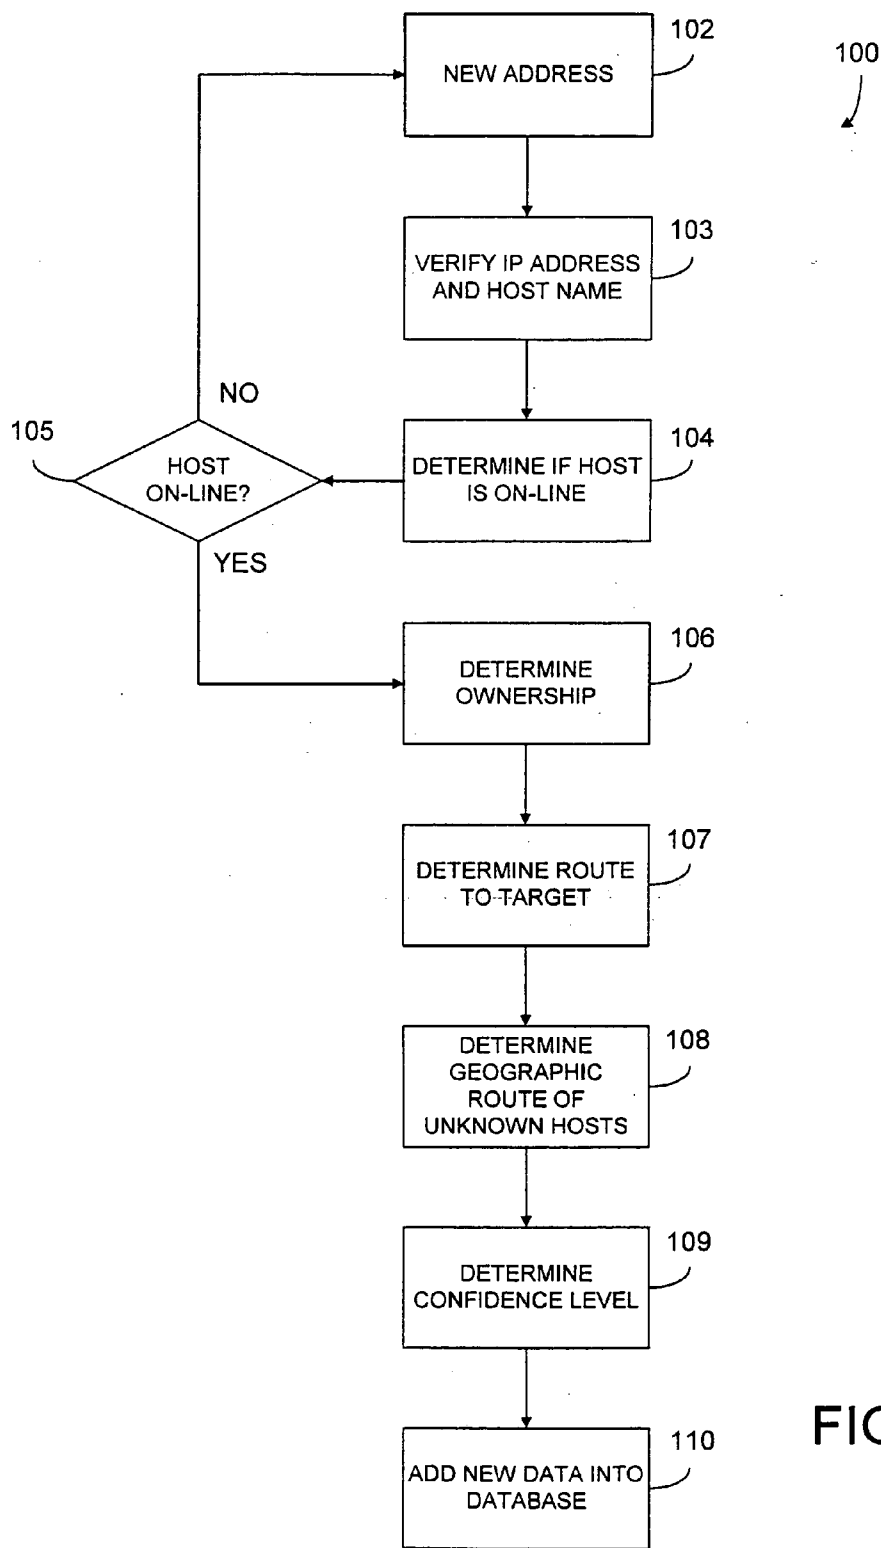 102
NEW ADDRESS
100
103
VERIFY IP ADDRESS
AND HOST NAME
NO
105
HOST
ON-LINE?
104
DETERMINE IF HOST
IS ON-LINE
YES
106
DETERMINE
OWNERSHIP
107
DETERMINE ROUTE
TO TARGET
108
DETERMINE
GEOGRAPHIC
ROUTE OF
UNKNOWN HOSTS
109
DETERMINE
CONFIDENCE LEVEL
110
ADD NEW DATA INTO
DATABASE